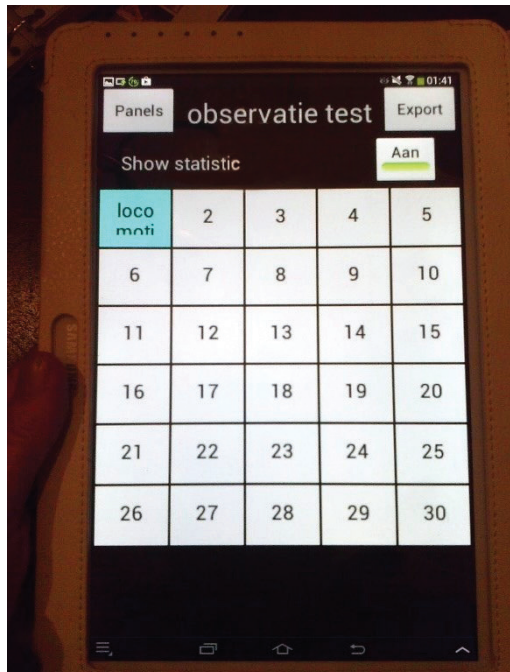 01:41
Panels observatie test Export
Show statistic Aan
loco 2 3 4 5
moti
6 7 8 9 10
11 12 13 14 15
16 17 18 19 20
21 22 23 24 25
26 27 28 29 30